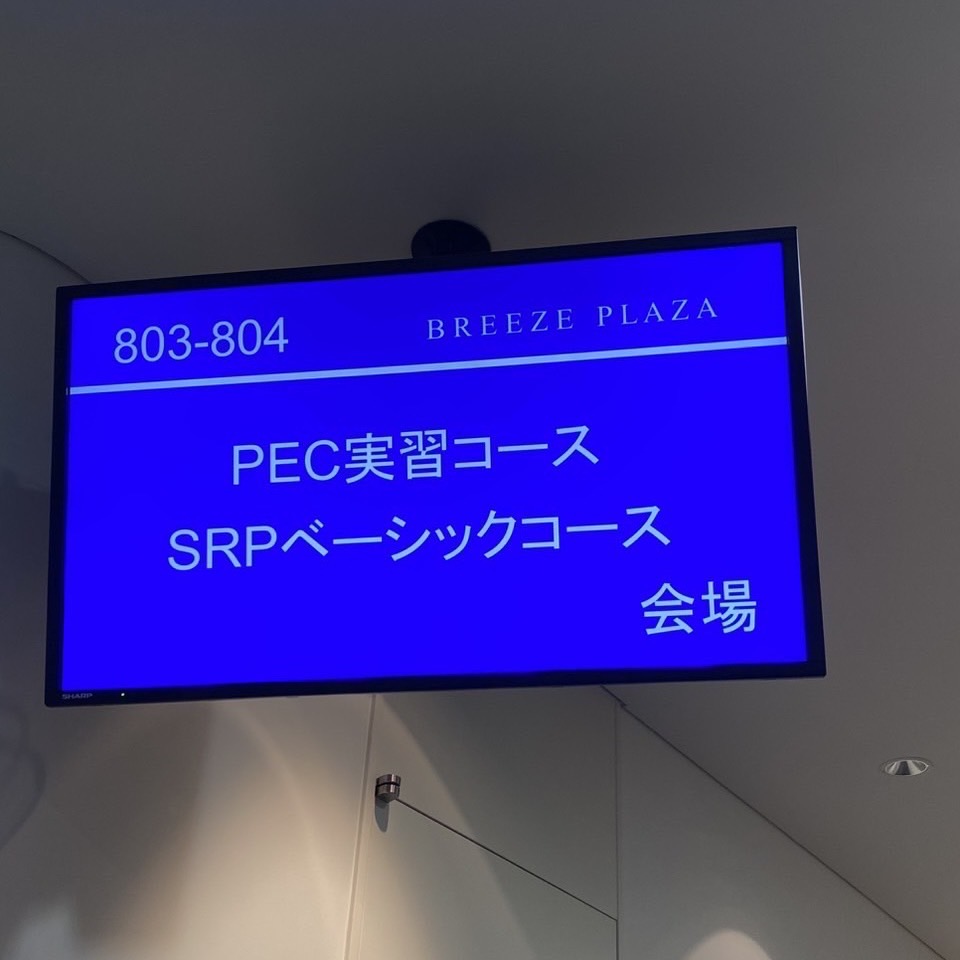 803-804
BREEZE PLAZA
PEC実習コース
SRPベーシックコース
会場
SHARP